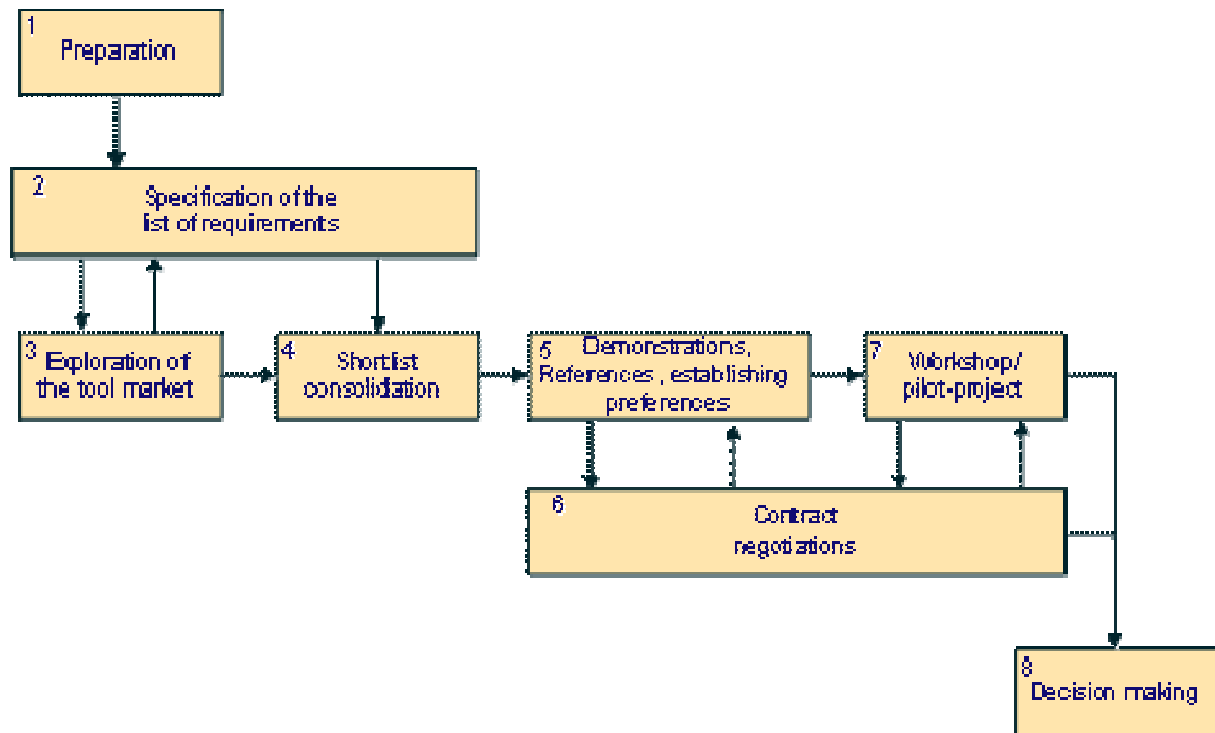 1
Preparation
2
Specification of the
list of requirements
3
Exploration of
the tool market
4
Shortlist
consolidiation
5
Demonstrations,
References, establishing
preferences
7
Workshop/
pilot-project
6
Contract
negotiations
8
Decision making